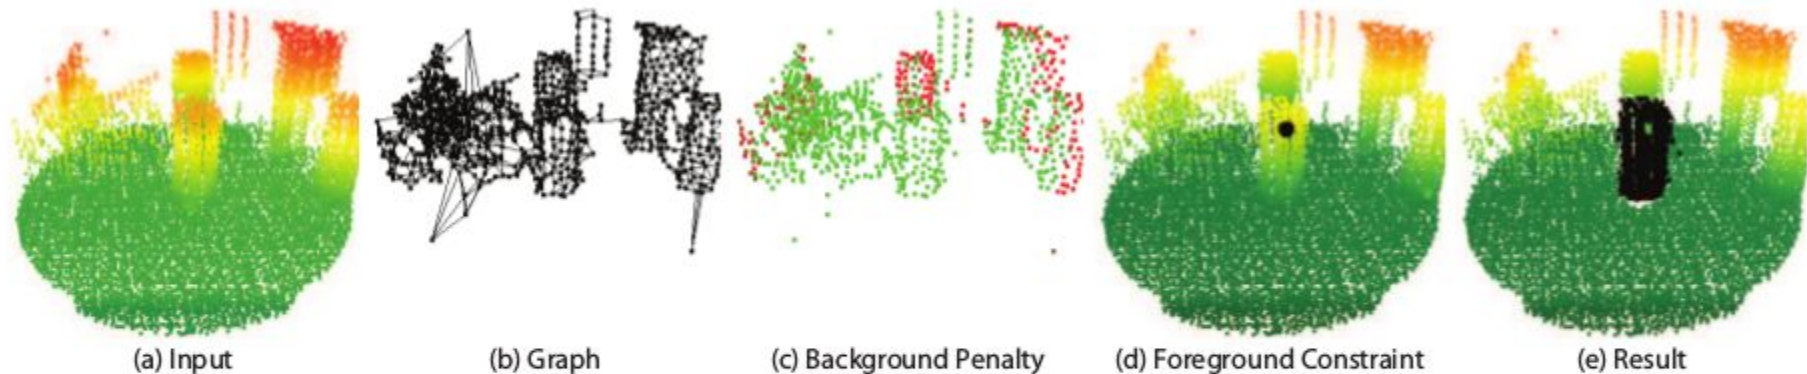 (a) Input
(b) Graph
(c) Background Penalty
(d) Foreground Constraint
(e) Result